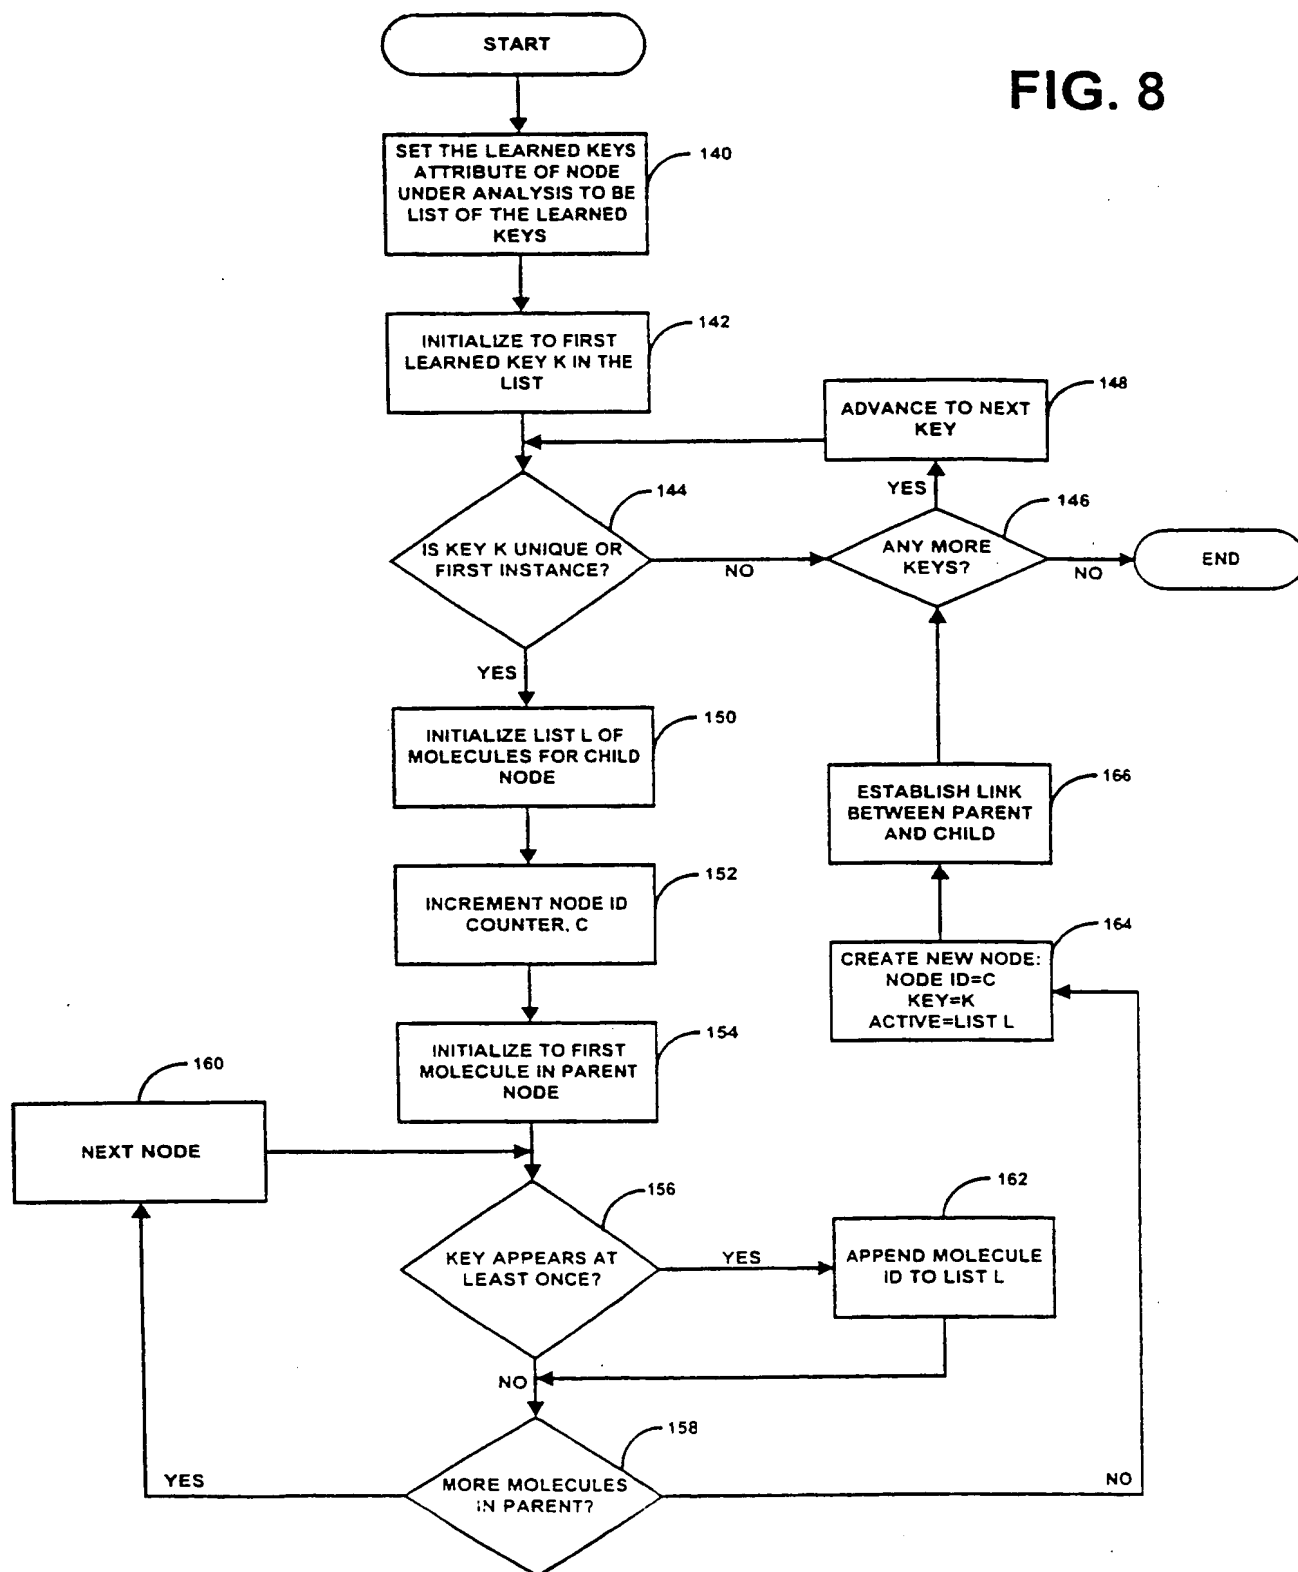 START
FIG. 8
SET THE LEARNED KEYS
ATTRIBUTE OF NODE
UNDER ANALYSIS TO BE
LIST OF THE LEARNED
KEYS
140
INITIALIZE TO FIRST
LEARNED KEY K IN THE
LIST
142
ADVANCE TO NEXT
KEY
148
YES
IS KEY K UNIQUE OR
FIRST INSTANCE?
144
NO
ANY MORE
KEYS?
146
NO
END
YES
INITIALIZE LIST L OF
MOLECULES FOR CHILD
NODE
150
ESTABLISH LINK
BETWEEN PARENT
AND CHILD
166
INCREMENT NODE ID
COUNTER, C
152
CREATE NEW NODE:
NODE ID=C
KEY=K
ACTIVE=LIST L
164
INITIALIZE TO FIRST
MOLECULE IN PARENT
NODE
154
160
NEXT NODE
KEY APPEARS AT
LEAST ONCE?
156
YES
162
APPEND MOLECULE
ID TO LIST L
NO
158
YES
MORE MOLECULES
IN PARENT?
NO